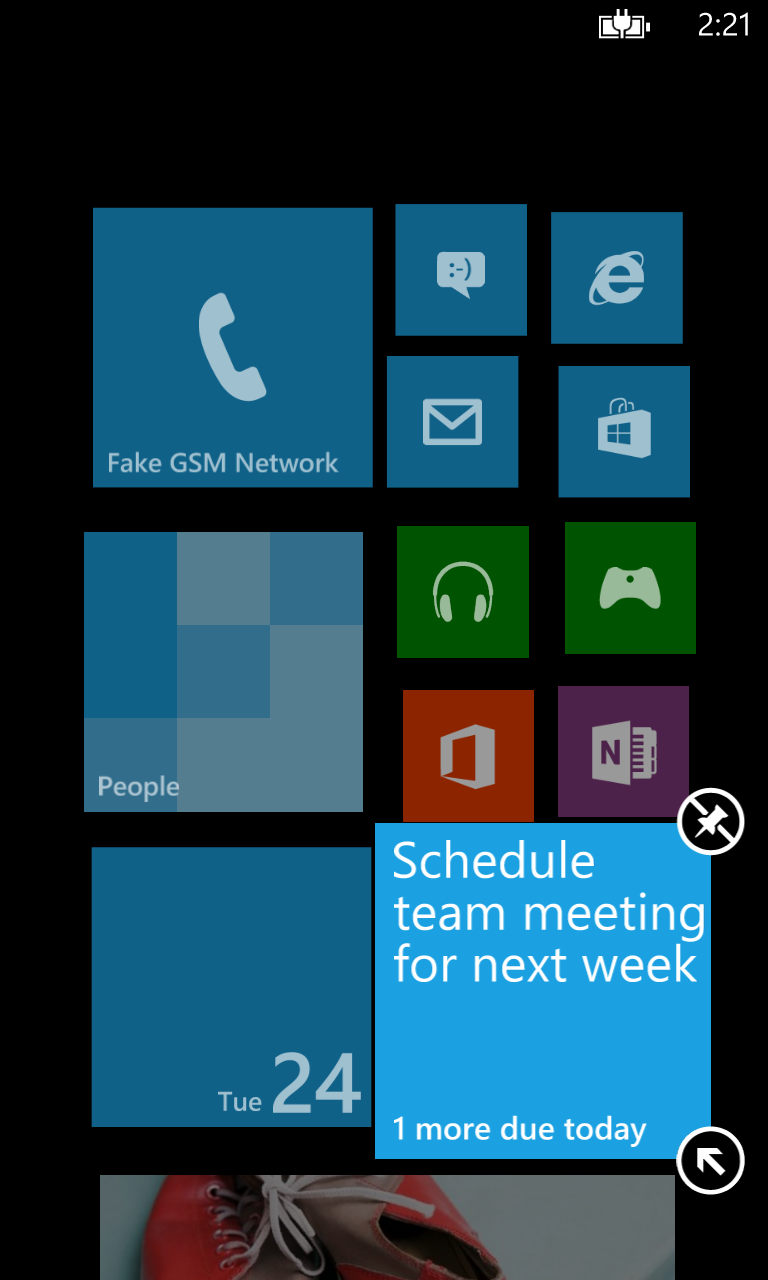 2:21
:-)
e
Fake GSM Network
People
N
Schedule
team meeting
for next week
Tue 24
1 more due today